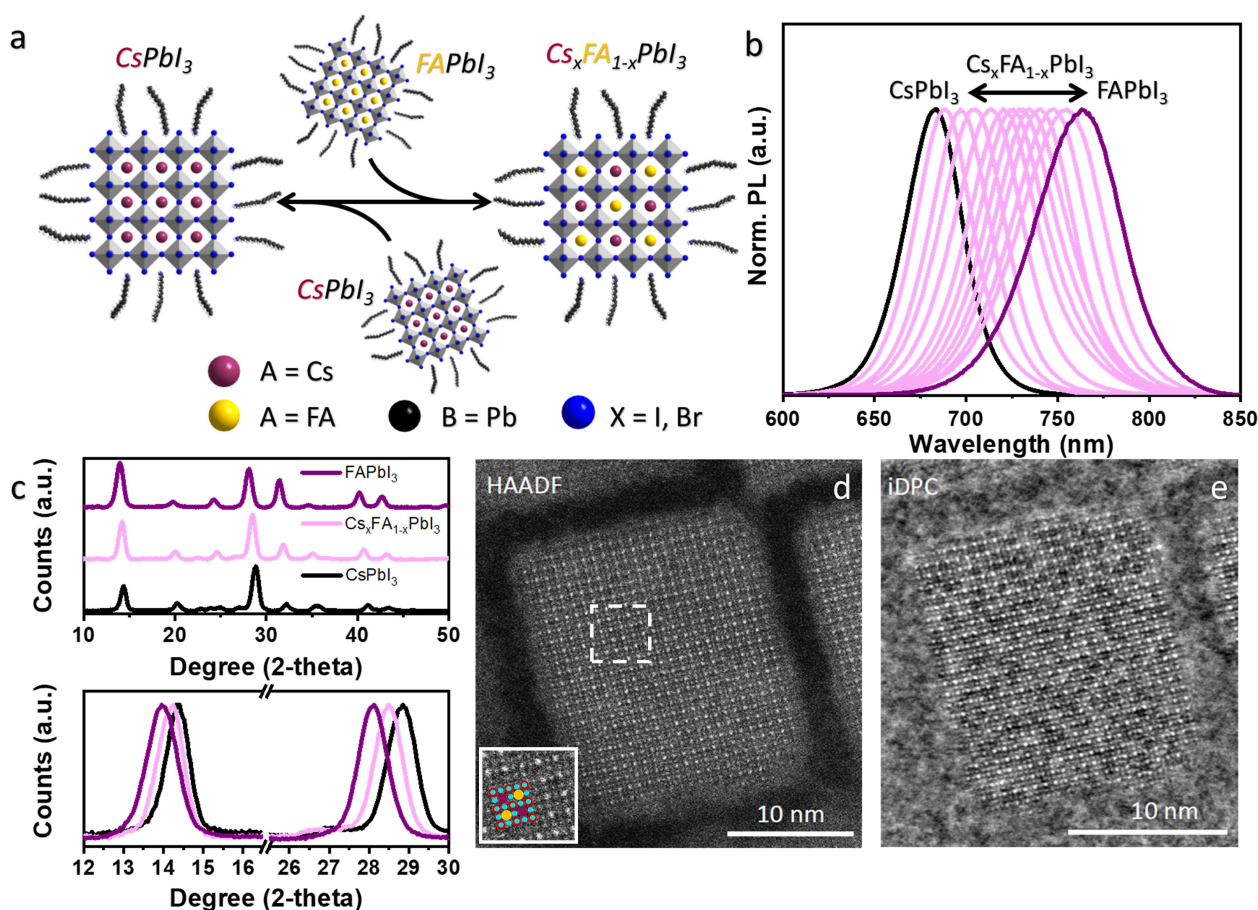 a
CsPbI₃
FAPbI₃
CsₓFA₁₋ₓPbI₃
CsPbI₃
A = Cs
A = FA
B = Pb
X = I, Br
b
CsₓFA₁₋ₓPbI₃
CsPbI₃
FAPbI₃
Norm. PL (a.u.)
600 650 700 750 800 850
Wavelength (nm)
c
FAPbI₃
CsₓFA₁₋ₓPbI₃
CsPbI₃
Counts (a.u.)
10 20 30 40 50
Degree (2-theta)
Counts (a.u.)
12 13 14 15 16 26 27 28 29 30
Degree (2-theta)
HAADF
d
10 nm
iDPC
e
10 nm